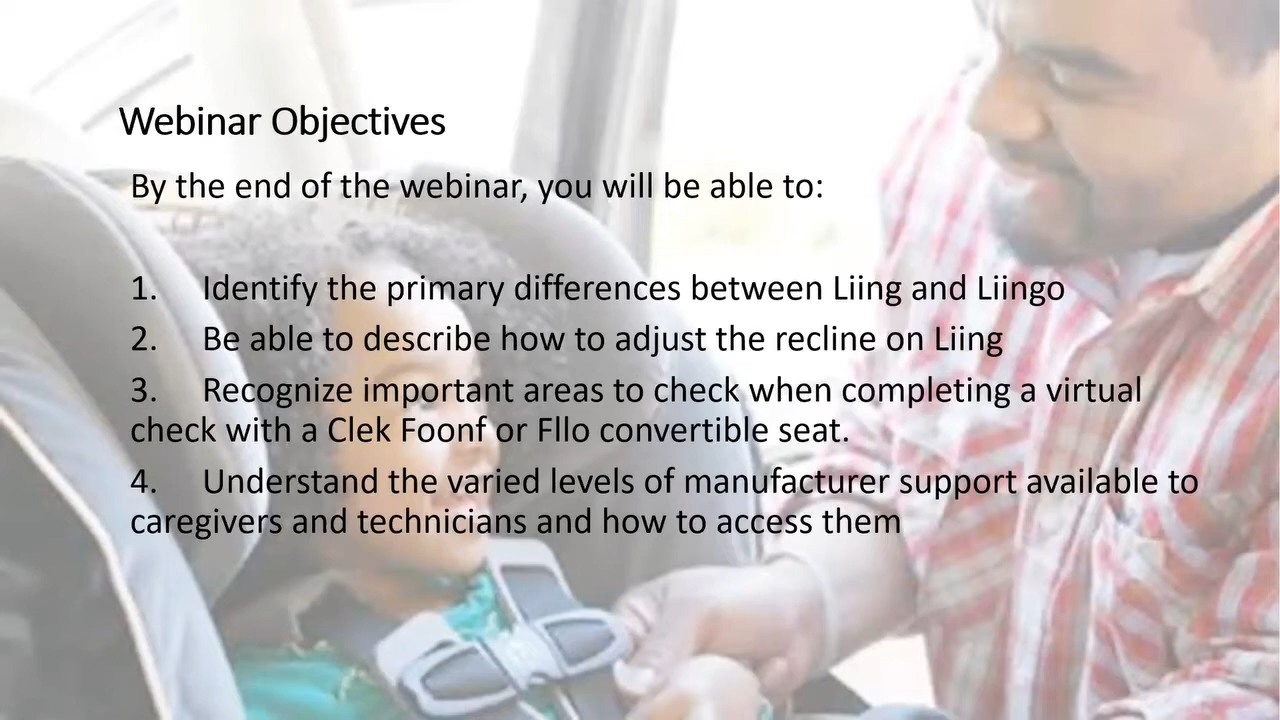 Webinar Objectives
By the end of the webinar, you will be able to:
1. Identify the primary differences between Liing and Liingo
2. Be able to describe how to adjust the recline on Liing
3. Recognize important areas to check when completing a virtual
check with a Clek Foonf or Fllo convertible seat.
4. Understand the varied levels of manufacturer support available to
caregivers and technicians and how to access them